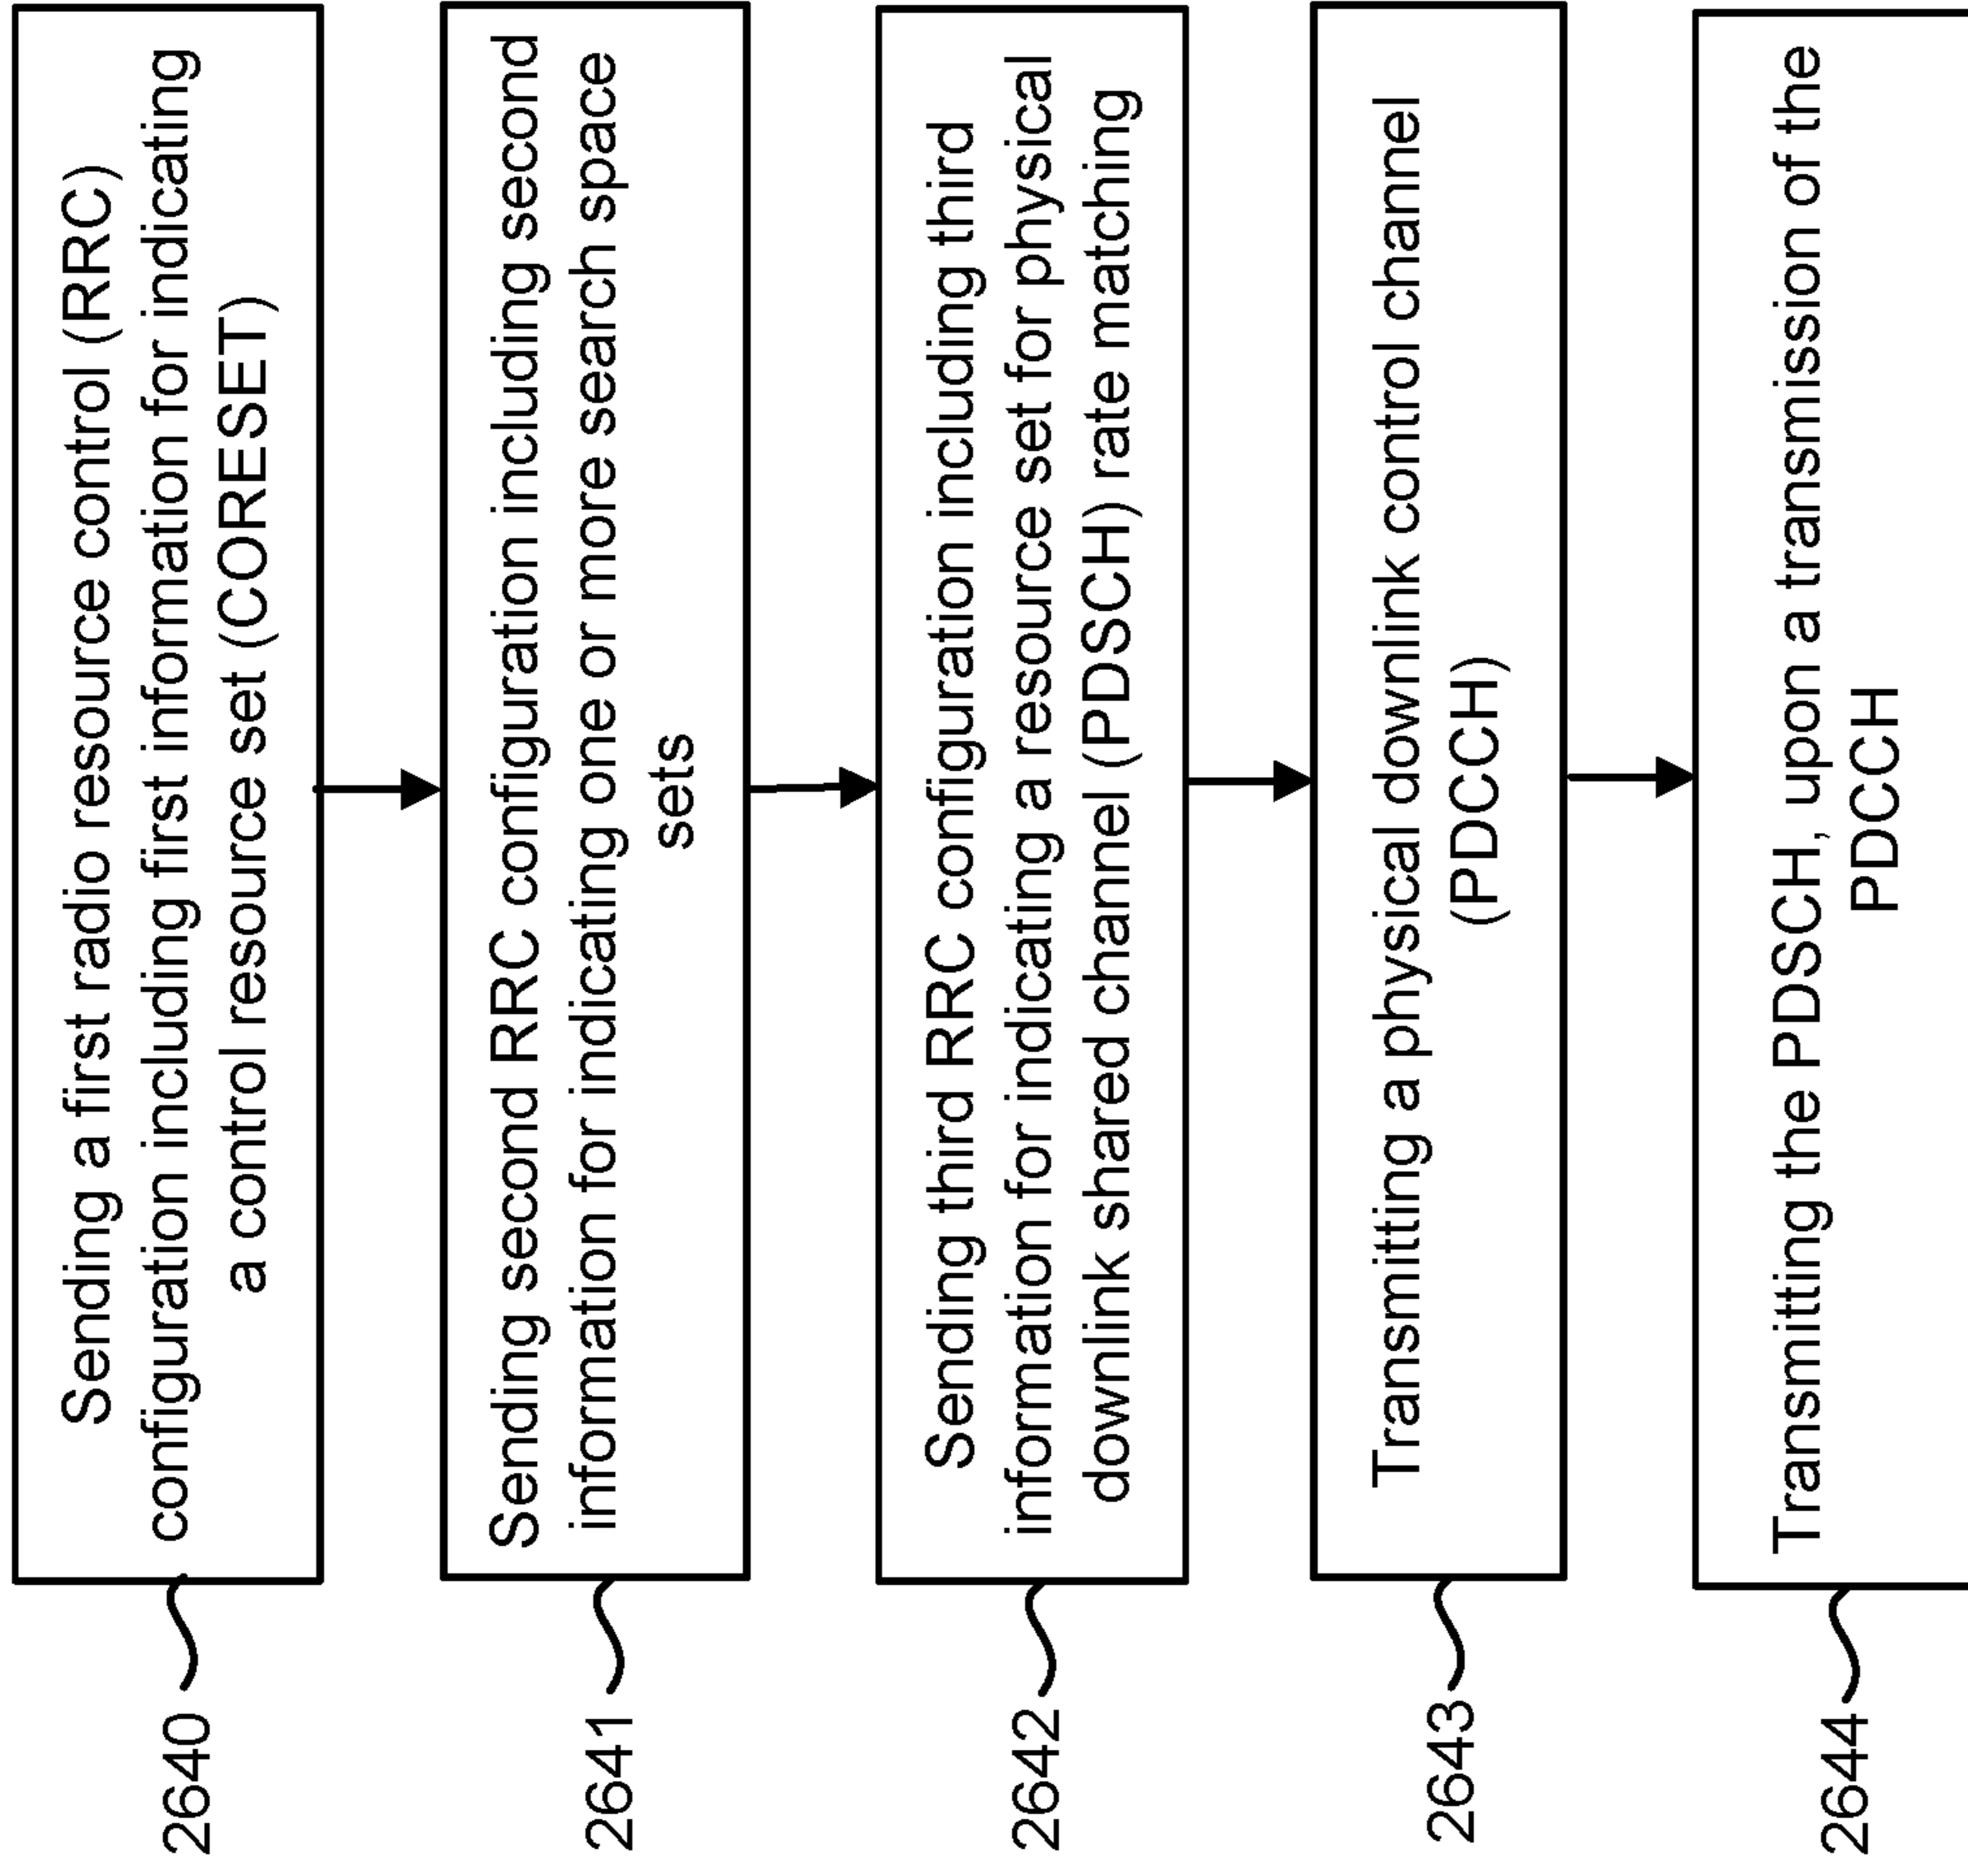 Sending a first radio resource control (RRC)
configuration including first information for indicating
a control resource set (CORESET)
2640
Sending second RRC configuration including second
information for indicating one or more search space
sets
2641
Sending third RRC configuration including third
information for indicating a resource set for physical
downlink shared channel (PDSCH) rate matching
2642
Transmitting a physical downlink control channel
(PDCCH)
2643
Transmitting the PDSCH, upon a transmission of the
PDCCH
2644